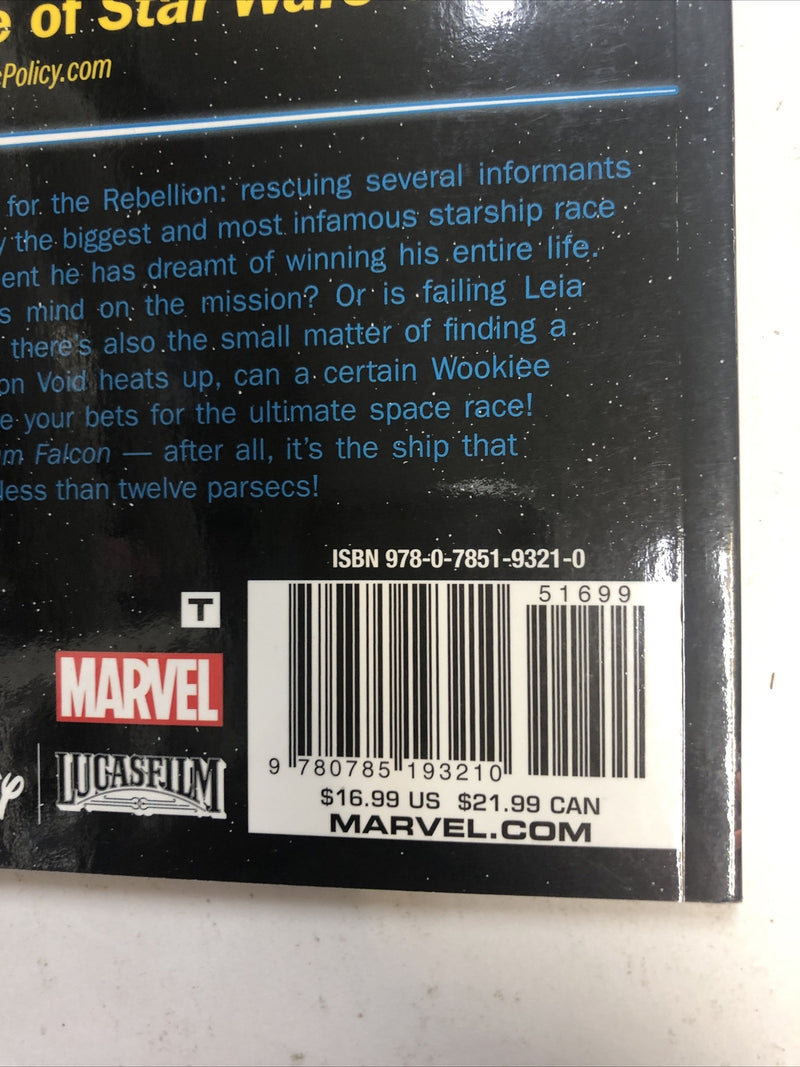 e of Star Wars
Policy.com
for the Rebellion: rescuing several informants
y the biggest and most infamous starship race
ent he has dreamt of winning his entire life.
s mind on the mission? Or is failing Leia
there's also the small matter of finding a
on Void heats up, can a certain Wookiee
e your bets for the ultimate space race!
m Falcon — after all, it's the ship that
less than twelve parsecs!
ISBN 978-0-7851-9321-0
51699
T
MARVEL
LUCASFILM
9 780785 193210
$16.99 US $21.99 CAN
MARVEL.COM